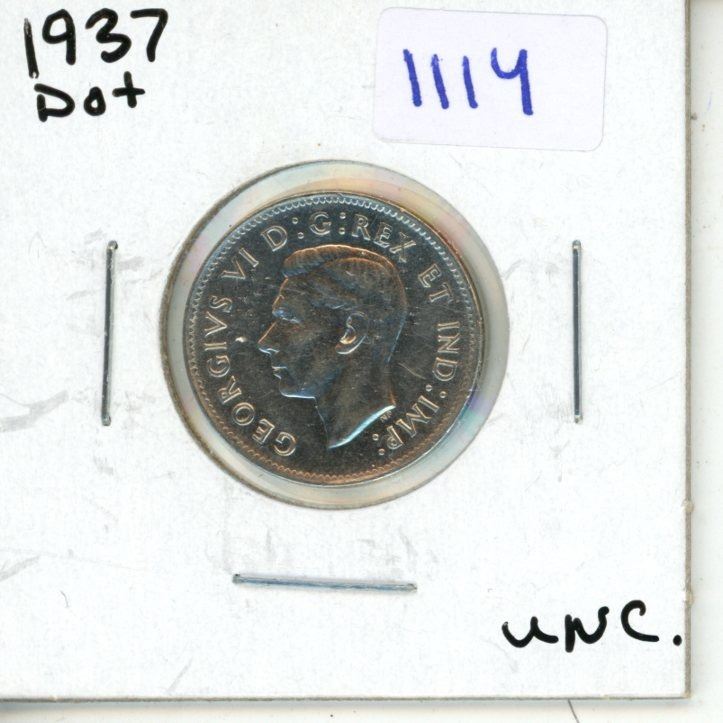 1937
Dot
1114
GEORGIVS VI D:G:REX ET IND:IMP:
UNC.